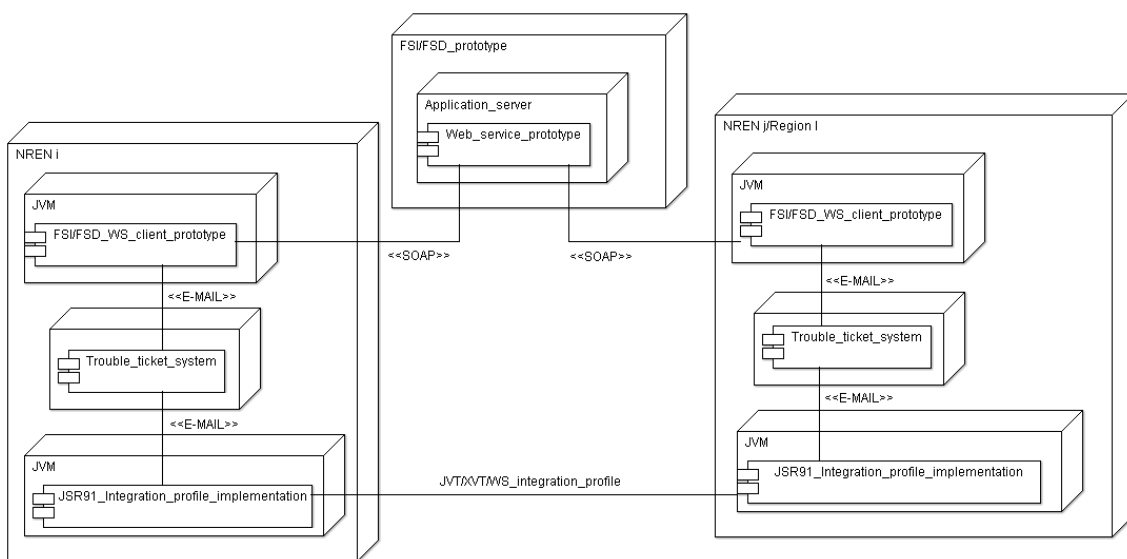 FSI/FSD_prototype
Application_server
Web_service_prototype
NREN i
JVM
FSI/FSD_WS_client_prototype
<<SOAP>>
<<E-MAIL>>
Trouble_ticket_system
<<E-MAIL>>
JVM
JSR91_Integration_profile_implementation
JVT/XVT/WS_integration_profile
NREN j/Region l
JVM
FSI/FSD_WS_client_prototype
<<SOAP>>
<<E-MAIL>>
Trouble_ticket_system
<<E-MAIL>>
JVM
JSR91_Integration_profile_implementation